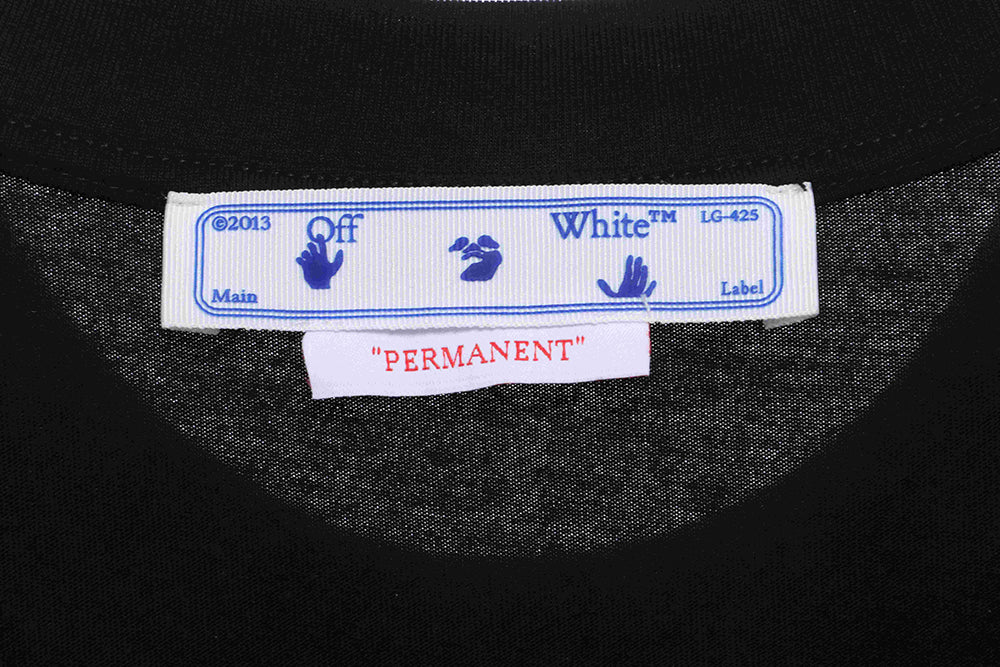 ©2013 Off White™ LG-425
Main Label
"PERMANENT"